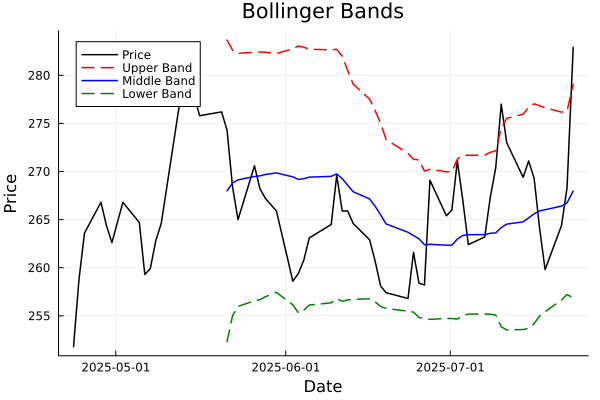 Bollinger Bands
Price
Upper Band
Middle Band
Lower Band
280
275
270
265
260
255
Price
2025-05-01
2025-06-01
2025-07-01
Date